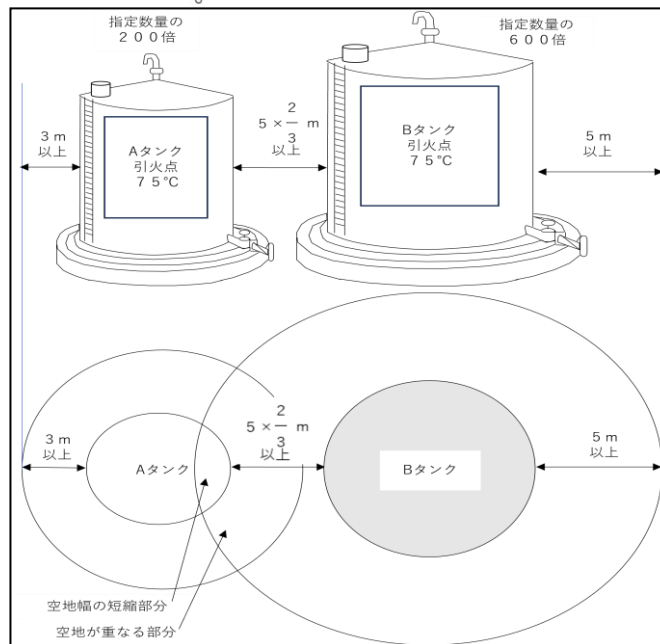 指定数量の
２００倍
指定数量の
６００倍
3ｍ
以上
Aタンク
引火点
７５℃
5 × 2/3 ｍ
以上
Bタンク
引火点
７５℃
5ｍ
以上
3ｍ
以上
Aタンク
5 × 2/3 ｍ
以上
Bタンク
5ｍ
以上
空地幅の短縮部分
空地が重なる部分